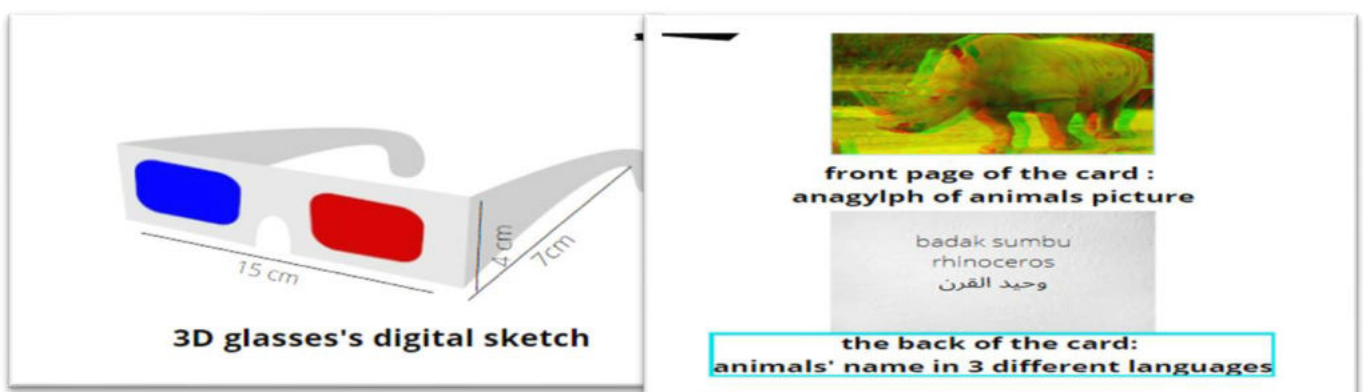 15 cm
4 cm
7cm
3D glasses's digital sketch
front page of the card :
anagylph of animals picture
badak sumbu
rhinoceros
وحيد القرن
the back of the card:
animals' name in 3 different languages